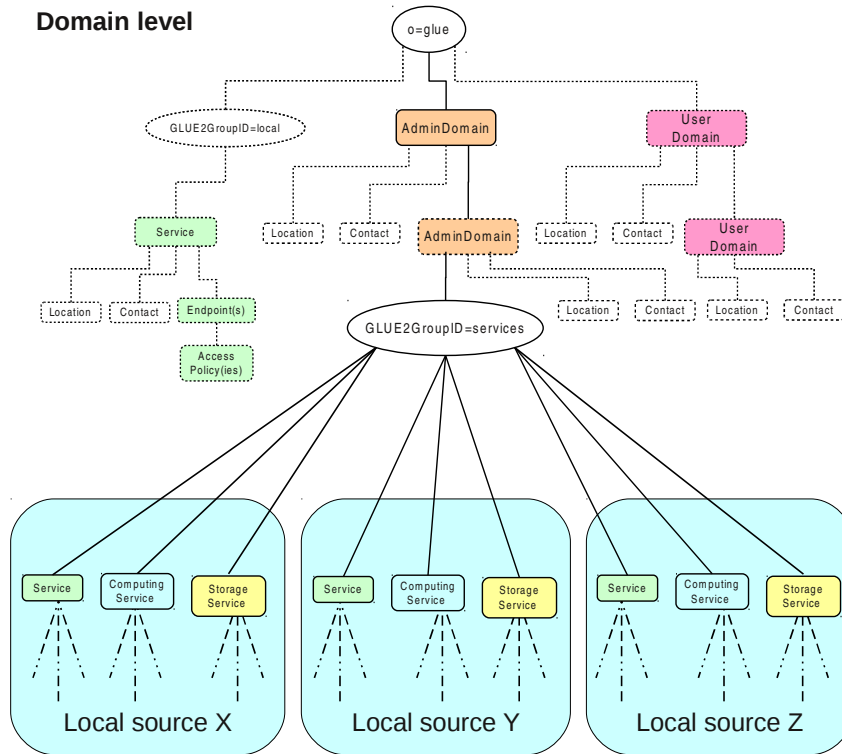 Domain level
o=glue
GLUE2GroupID=local
AdminDomain
User
Domain
Location
Contact
Location
Contact
Service
AdminDomain
User
Domain
Location
Contact
Endpoint(s)
Location
Contact
Location
Contact
GLUE2GroupID=services
Access
Policy(ies)
Service
Computing
Service
Storage
Service
Service
Computing
Service
Storage
Service
Service
Computing
Service
Storage
Service
Local source X
Local source Y
Local source Z